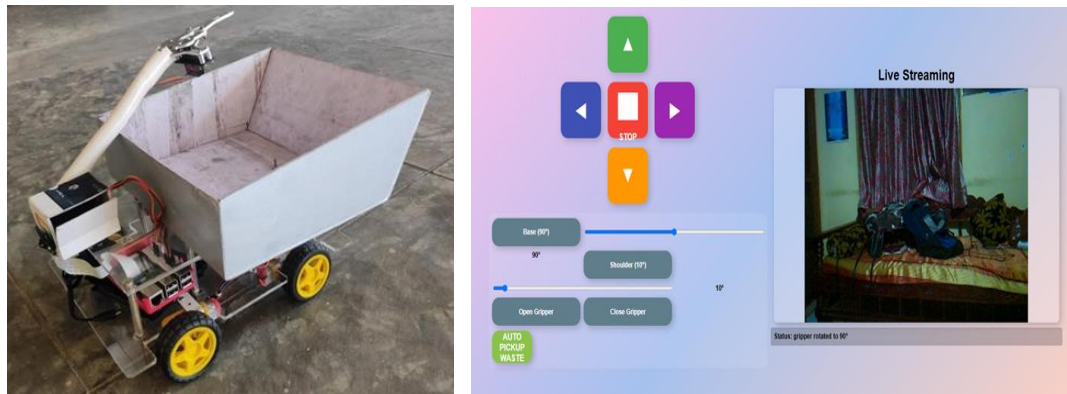 STOP
Live Streaming
Base (90°)
90°
Shoulder (10°)
10°
Open Gripper
Close Gripper
AUTO
PICKUP
WASTE
Status: gripper rotated to 90°